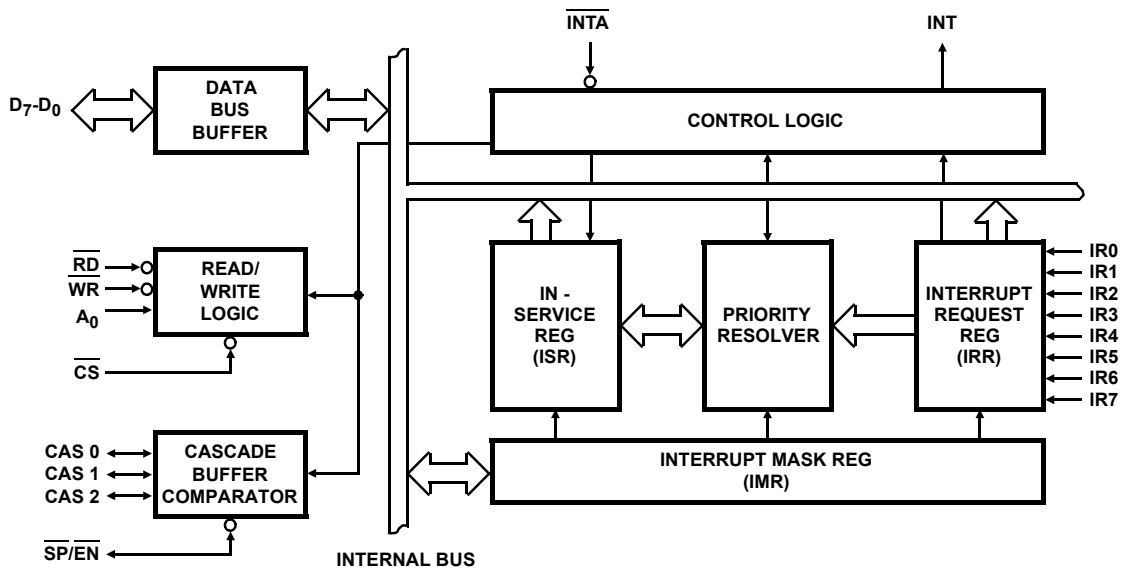 INTA
INT
D7-D0
DATA
BUS
BUFFER
CONTROL LOGIC
RD
WR
A0
CS
READ/
WRITE
LOGIC
IN -
SERVICE
REG
(ISR)
PRIORITY
RESOLVER
INTERRUPT
REQUEST
REG
(IRR)
IR0
IR1
IR2
IR3
IR4
IR5
IR6
IR7
CAS 0
CAS 1
CAS 2
CASCADE
BUFFER
COMPARATOR
INTERRUPT MASK REG
(IMR)
SP/EN
INTERNAL BUS